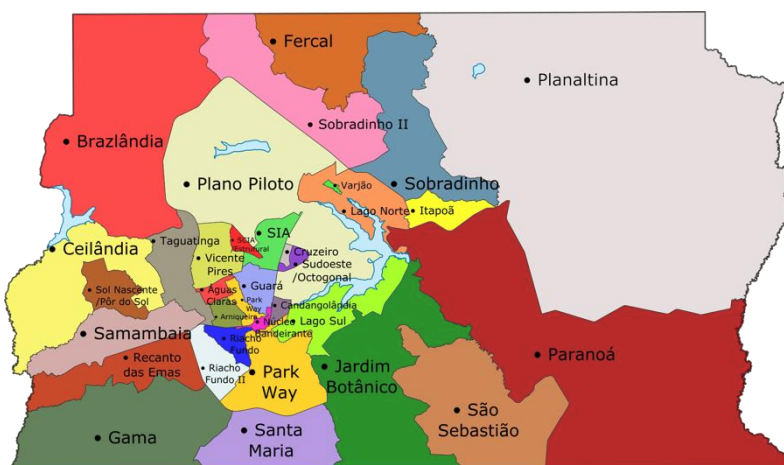 Fercal
Planaltina
Sobradinho II
Brazlândia
Plano Piloto
Varjão
Sobradinho
Lago Norte
Itapoã
Ceilândia
Taguatinga
SCIA
/Estrutural
SIA
Vicente
Pires
Cruzeiro
Sudoeste
/Octogonal
Sol Nascente
/Pôr do Sol
Águas
Claras
Guará
Park
Way
Candangolândia
Arniqueira
Núcleo
Bandeirante
Lago Sul
Samambaia
Riacho
Fundo
Recanto
das Emas
Riacho
Fundo II
Park
Way
Jardim
Botânico
Paranoá
São
Sebastião
Gama
Santa
Maria